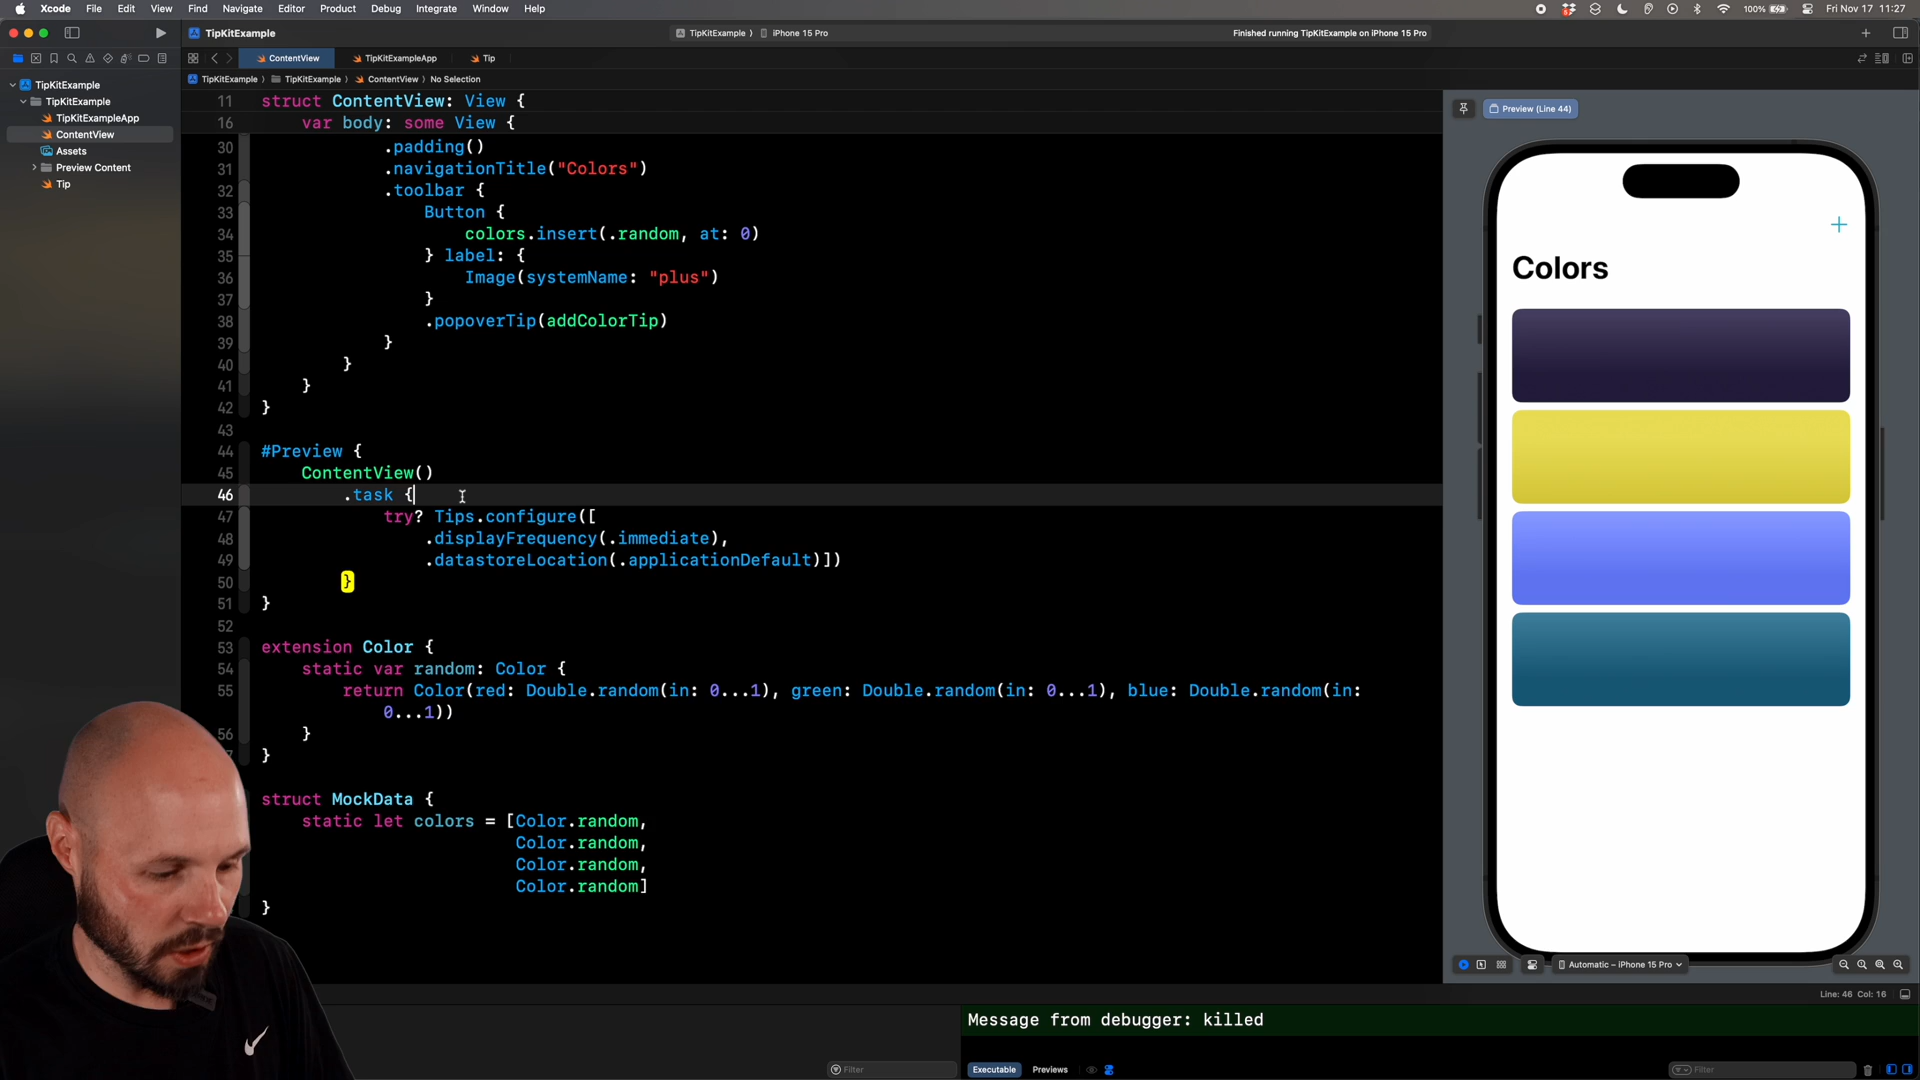 Xcode File Edit View Find Navigate Editor Product Debug Integrate Window Help
100% Fri Nov 17 11:27
TipKitExample
TipKitExample ⟩ iPhone 15 Pro
Finished running TipKitExample on iPhone 15 Pro
ContentView TipKitExampleApp Tip
TipKitExample ⟩ TipKitExample ⟩ ContentView ⟩ No Selection
TipKitExample
TipKitExample
TipKitExampleApp
ContentView
Assets
Preview Content
Tip
11 struct ContentView: View {
16 var body: some View {
30 .padding()
31 .navigationTitle("Colors")
32 .toolbar {
33 Button {
34 colors.insert(.random, at: 0)
35 } label: {
36 Image(systemName: "plus")
37 }
38 .popoverTip(addColorTip)
39 }
40 }
41 }
42 }
43
44 #Preview {
45 ContentView()
46 .task {
47 try? Tips.configure([
48 .displayFrequency(.immediate),
49 .datastoreLocation(.applicationDefault)])
50 }
51 }
52
53 extension Color {
54 static var random: Color {
55 return Color(red: Double.random(in: 0...1), green: Double.random(in: 0...1), blue: Double.random(in:
0...1))
56 }
}
struct MockData {
static let colors = [Color.random,
Color.random,
Color.random,
Color.random]
}
Preview (Line 44)
Colors
Automatic – iPhone 15 Pro
Line: 46 Col: 16
Message from debugger: killed
Filter
Executable Previews
Filter